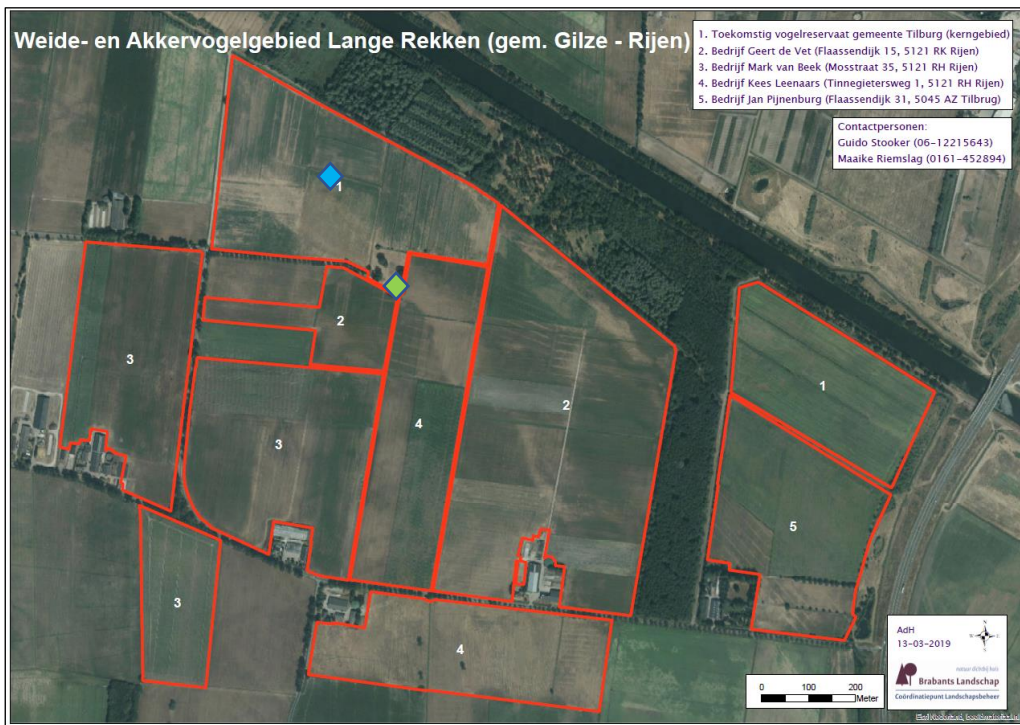 Weide- en Akkervogelgebied Lange Rekken (gem. Gilze - Rijen)
1. Toekomstig vogelreservaat gemeente Tilburg (kerngebied)
2. Bedrijf Geert de Vet (Flaassendijk 15, 5121 RK Rijen)
3. Bedrijf Mark van Beek (Mosstraat 35, 5121 RH Rijen)
4. Bedrijf Kees Leenaars (Tinnegietersweg 1, 5121 RH Rijen)
5. Bedrijf Jan Pijnenburg (Flaassendijk 31, 5045 AZ Tilbrug)
Contactpersonen:
Guido Stooker (06-12215643)
Maaike Riemslag (0161-452894)
1
3
2
2
1
4
3
5
3
4
AdH
13-03-2019
Brabants Landschap
Coördinatiepunt Landschapsbeheer
0 100 200
Meter